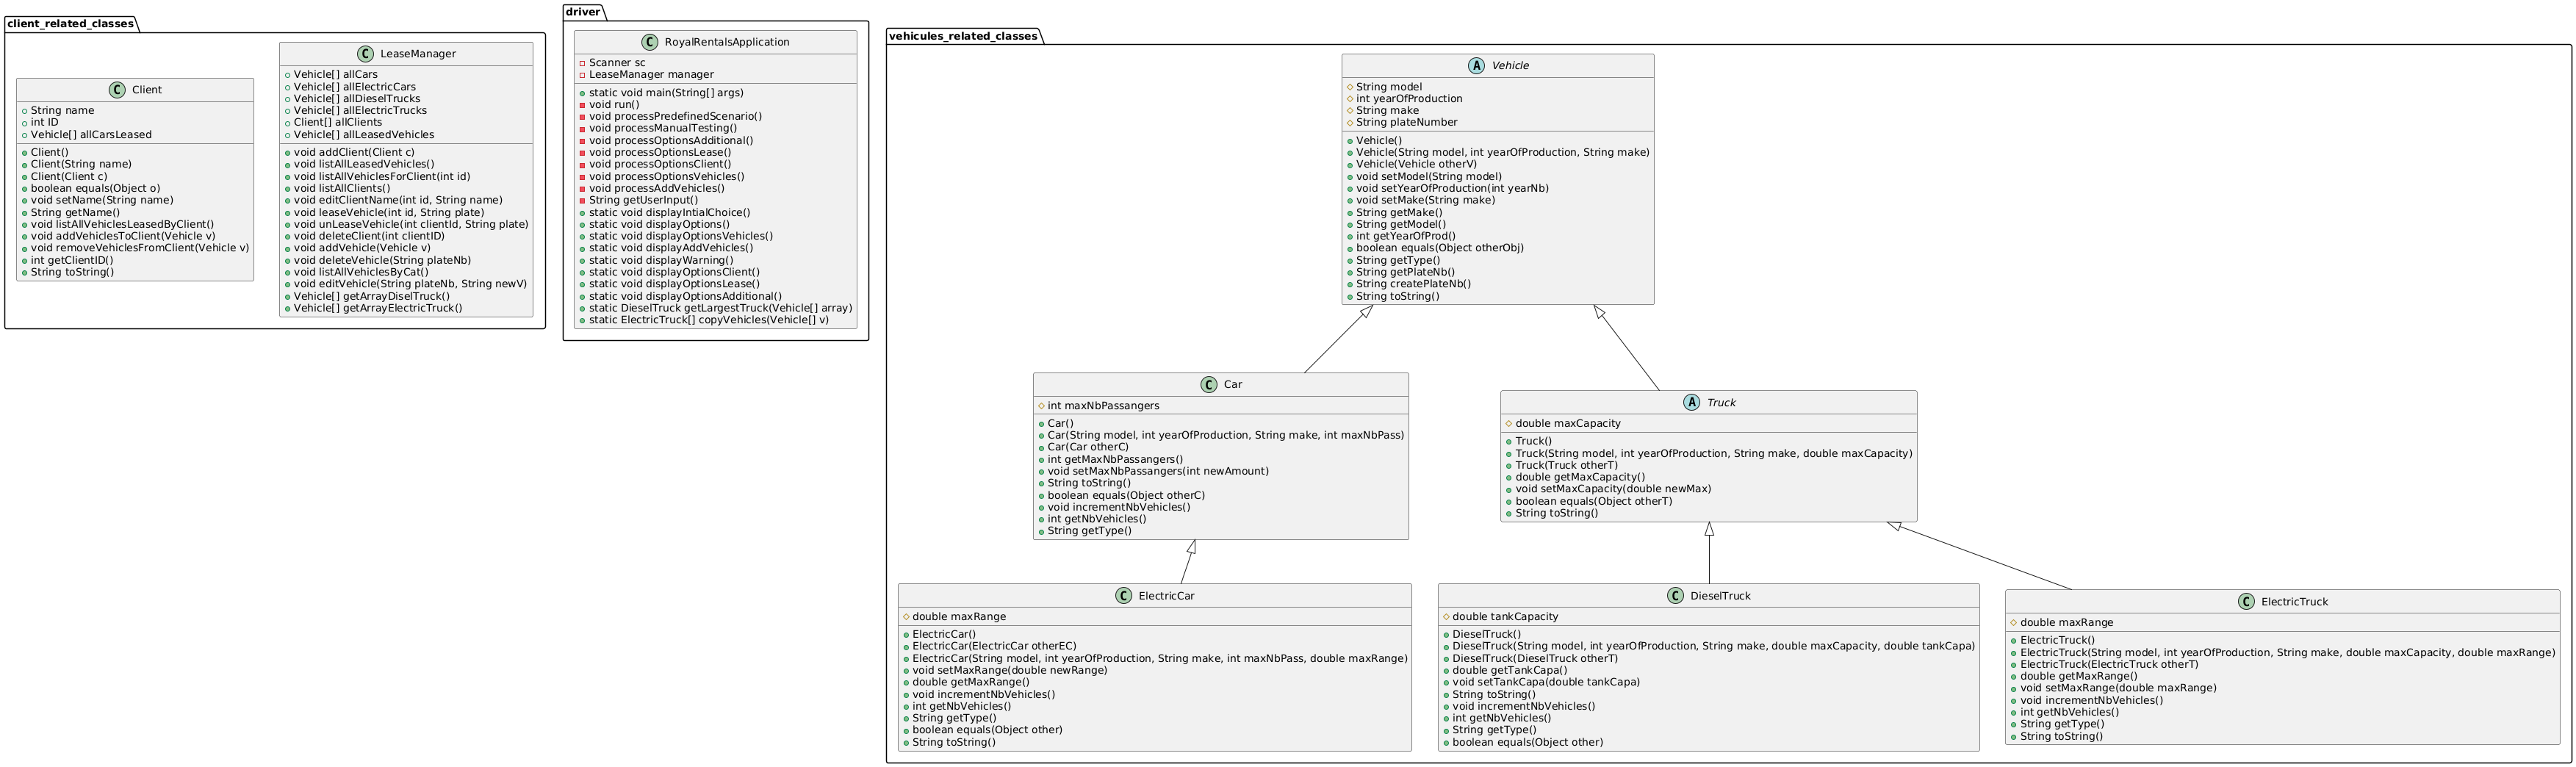 client_related_classes
C Client
String name
int ID
Vehicle[] allCarsLeased
Client()
Client(String name)
Client(Client c)
boolean equals(Object o)
void setName(String name)
String getName()
void listAllVehiclesLeasedByClient()
void addVehiclesToClient(Vehicle v)
void removeVehiclesFromClient(Vehicle v)
int getClientID()
String toString()
C LeaseManager
Vehicle[] allCars
Vehicle[] allElectricCars
Vehicle[] allDieselTrucks
Vehicle[] allElectricTrucks
Client[] allClients
Vehicle[] allLeasedVehicles
void addClient(Client c)
void listAllLeasedVehicles()
void listAllVehiclesForClient(int id)
void listAllClients()
void editClientName(int id, String name)
void leaseVehicle(int id, String plate)
void unLeaseVehicle(int clientId, String plate)
void deleteClient(int clientID)
void addVehicle(Vehicle v)
void deleteVehicle(String plateNb)
void listAllVehiclesByCat()
void editVehicle(String plateNb, String newV)
Vehicle[] getArrayDiselTruck()
Vehicle[] getArrayElectricTruck()
driver
C RoyalRentalsApplication
Scanner sc
LeaseManager manager
static void main(String[] args)
void run()
void processPredefinedScenario()
void processManualTesting()
void processOptionsAdditional()
void processOptionsLease()
void processOptionsClient()
void processOptionsVehicles()
void processAddVehicles()
String getUserInput()
static void displayIntialChoice()
static void displayOptions()
static void displayOptionsVehicles()
static void displayAddVehicles()
static void displayWarning()
static void displayOptionsClient()
static void displayOptionsLease()
static void displayOptionsAdditional()
static DieselTruck getLargestTruck(Vehicle[] array)
static ElectricTruck[] copyVehicles(Vehicle[] v)
vehicules_related_classes
A Vehicle
String model
int yearOfProduction
String make
String plateNumber
Vehicle()
Vehicle(String model, int yearOfProduction, String make)
Vehicle(Vehicle otherV)
void setModel(String model)
void setYearOfProduction(int yearNb)
void setMake(String make)
String getMake()
String getModel()
int getYearOfProd()
boolean equals(Object otherObj)
String getType()
String getPlateNb()
String createPlateNb()
String toString()
C Car
int maxNbPassangers
Car()
Car(String model, int yearOfProduction, String make, int maxNbPass)
Car(Car otherC)
int getMaxNbPassangers()
void setMaxNbPassangers(int newAmount)
String toString()
boolean equals(Object otherC)
void incrementNbVehicles()
int getNbVehicles()
String getType()
A Truck
double maxCapacity
Truck()
Truck(String model, int yearOfProduction, String make, double maxCapacity)
Truck(Truck otherT)
double getMaxCapacity()
void setMaxCapacity(double newMax)
boolean equals(Object otherT)
String toString()
C ElectricCar
double maxRange
ElectricCar()
ElectricCar(ElectricCar otherEC)
ElectricCar(String model, int yearOfProduction, String make, int maxNbPass, double maxRange)
void setMaxRange(double newRange)
double getMaxRange()
void incrementNbVehicles()
int getNbVehicles()
String getType()
boolean equals(Object other)
String toString()
C DieselTruck
double tankCapacity
DieselTruck()
DieselTruck(String model, int yearOfProduction, String make, double maxCapacity, double tankCapa)
DieselTruck(DieselTruck otherT)
double getTankCapa()
void setTankCapa(double tankCapa)
String toString()
void incrementNbVehicles()
int getNbVehicles()
String getType()
boolean equals(Object other)
C ElectricTruck
double maxRange
ElectricTruck()
ElectricTruck(String model, int yearOfProduction, String make, double maxCapacity, double maxRange)
ElectricTruck(ElectricTruck otherT)
double getMaxRange()
void setMaxRange(double maxRange)
void incrementNbVehicles()
int getNbVehicles()
String getType()
String toString()